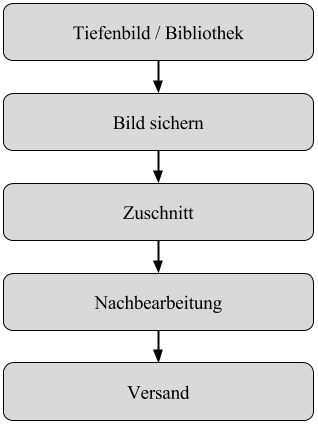 Tiefenbild / Bibliothek
Bild sichern
Zuschnitt
Nachbearbeitung
Versand